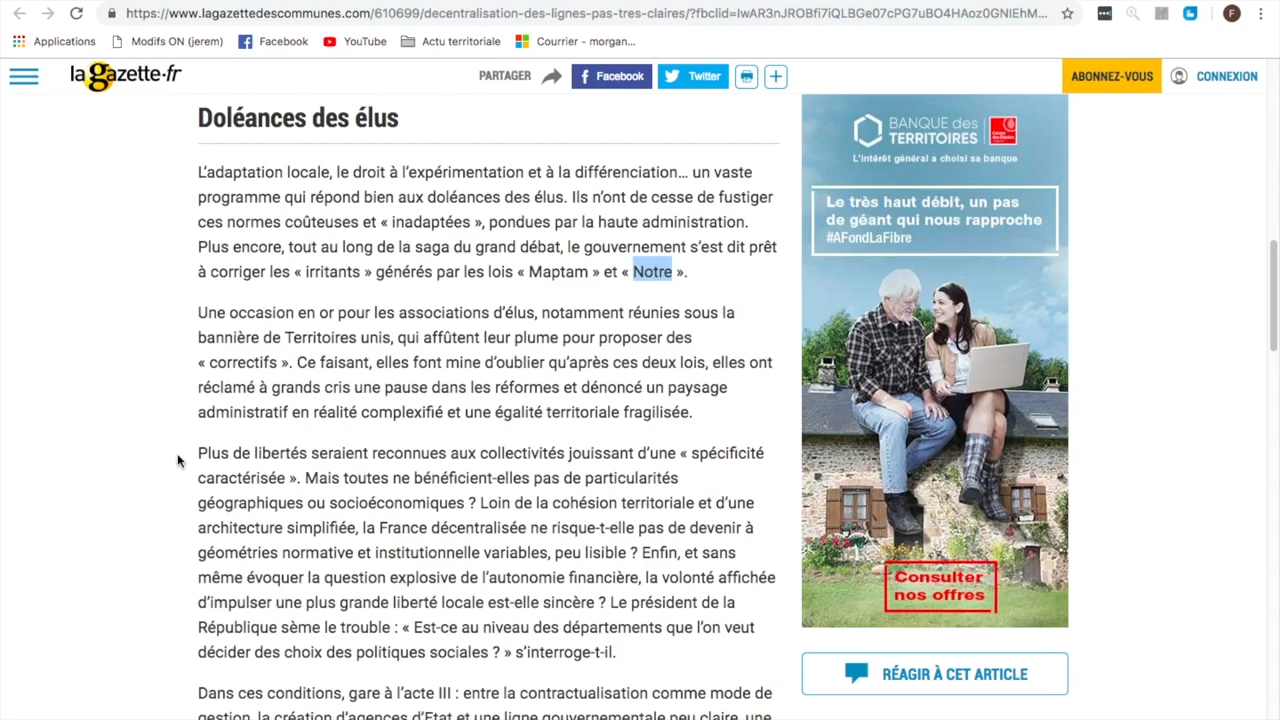 https://www.lagazettedescommunes.com/610699/decentralisation-des-lignes-pas-tres-claires/?fbclid=IwAR3nJROBfi7iQLBGe07cPG7uBO4HAoz0GNIEhM...
F
Applications
Modifs ON (jerem)
Facebook
YouTube
Actu territoriale
Courrier - morgan...
la gazette.fr
PARTAGER
Facebook
Twitter
ABONNEZ-VOUS
CONNEXION
Doléances des élus
L’adaptation locale, le droit à l’expérimentation et à la différenciation… un vaste
programme qui répond bien aux doléances des élus. Ils n’ont de cesse de fustiger
ces normes coûteuses et « inadaptées », pondues par la haute administration.
Plus encore, tout au long de la saga du grand débat, le gouvernement s’est dit prêt
à corriger les « irritants » générés par les lois « Maptam » et « Notre ».
Une occasion en or pour les associations d’élus, notamment réunies sous la
bannière de Territoires unis, qui affûtent leur plume pour proposer des
« correctifs ». Ce faisant, elles font mine d’oublier qu’après ces deux lois, elles ont
réclamé à grands cris une pause dans les réformes et dénoncé un paysage
administratif en réalité complexifié et une égalité territoriale fragilisée.
Plus de libertés seraient reconnues aux collectivités jouissant d’une « spécificité
caractérisée ». Mais toutes ne bénéficient-elles pas de particularités
géographiques ou socioéconomiques ? Loin de la cohésion territoriale et d’une
architecture simplifiée, la France décentralisée ne risque-t-elle pas de devenir à
géométries normative et institutionnelle variables, peu lisible ? Enfin, et sans
même évoquer la question explosive de l’autonomie financière, la volonté affichée
d’impulser une plus grande liberté locale est-elle sincère ? Le président de la
République sème le trouble : « Est-ce au niveau des départements que l’on veut
décider des choix des politiques sociales ? » s’interroge-t-il.
Dans ces conditions, gare à l’acte III : entre la contractualisation comme mode de
gestion, la création d’agences d’Etat et une ligne gouvernementale peu claire, une
BANQUE des
TERRITOIRES
L'intérêt général a choisi sa banque
Le très haut débit, un pas
de géant qui nous rapproche
#AFondLaFibre
Consulter
nos offres
RÉAGIR À CET ARTICLE